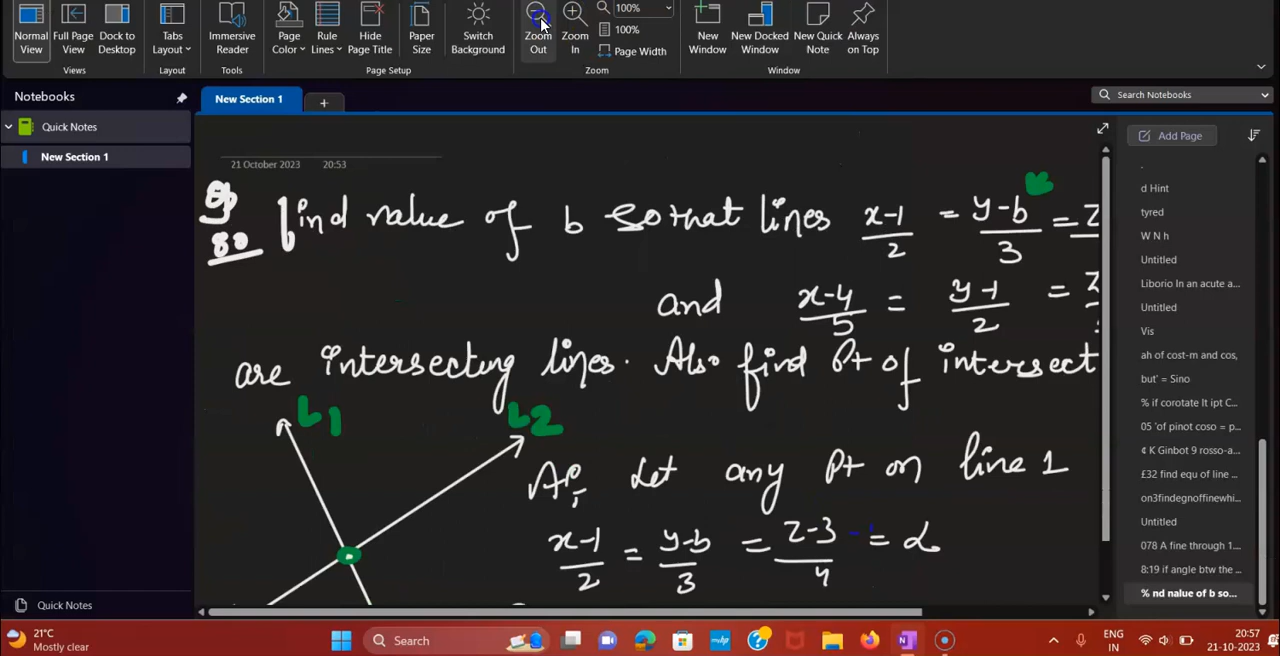 Normal View
Full Page View
Dock to Desktop
Views
Tabs Layout
Layout
Immersive Reader
Tools
Page Color
Rule Lines
Hide Page Title
Paper Size
Page Setup
Switch Background
Zoom Out
Zoom In
100%
100%
Page Width
Zoom
New Window
New Docked Window
New Quick Note
Always on Top
Window
Notebooks
New Section 1
+
Search Notebooks
Quick Notes
New Section 1
Add Page
21 October 2023 20:53
80 find value of b so that lines x-1/2 = y-b/3 = z
and x-4/5 = y-1/2 =
are intersecting lines. Also find Pt of intersect
L1 L2
Let any Pt on line 1
x-1/2 = y-b/3 = z-3/4 = α
.
d Hint
tyred
W N h
Untitled
Liborio In an acute a...
Untitled
Vis
ah of cost-m and cos,
but' = Sino
% if corotate It ipt C...
05 'of pinot coso = p...
¢ K Ginbot 9 rosso-a...
£32 find equ of line ...
on3findegnoffinewhi...
Untitled
078 A fine through 1...
8:19 if angle btw the ...
% nd nalue of b so...
Quick Notes
21°C
Mostly clear
Search
ENG
IN
20:57
21-10-2023